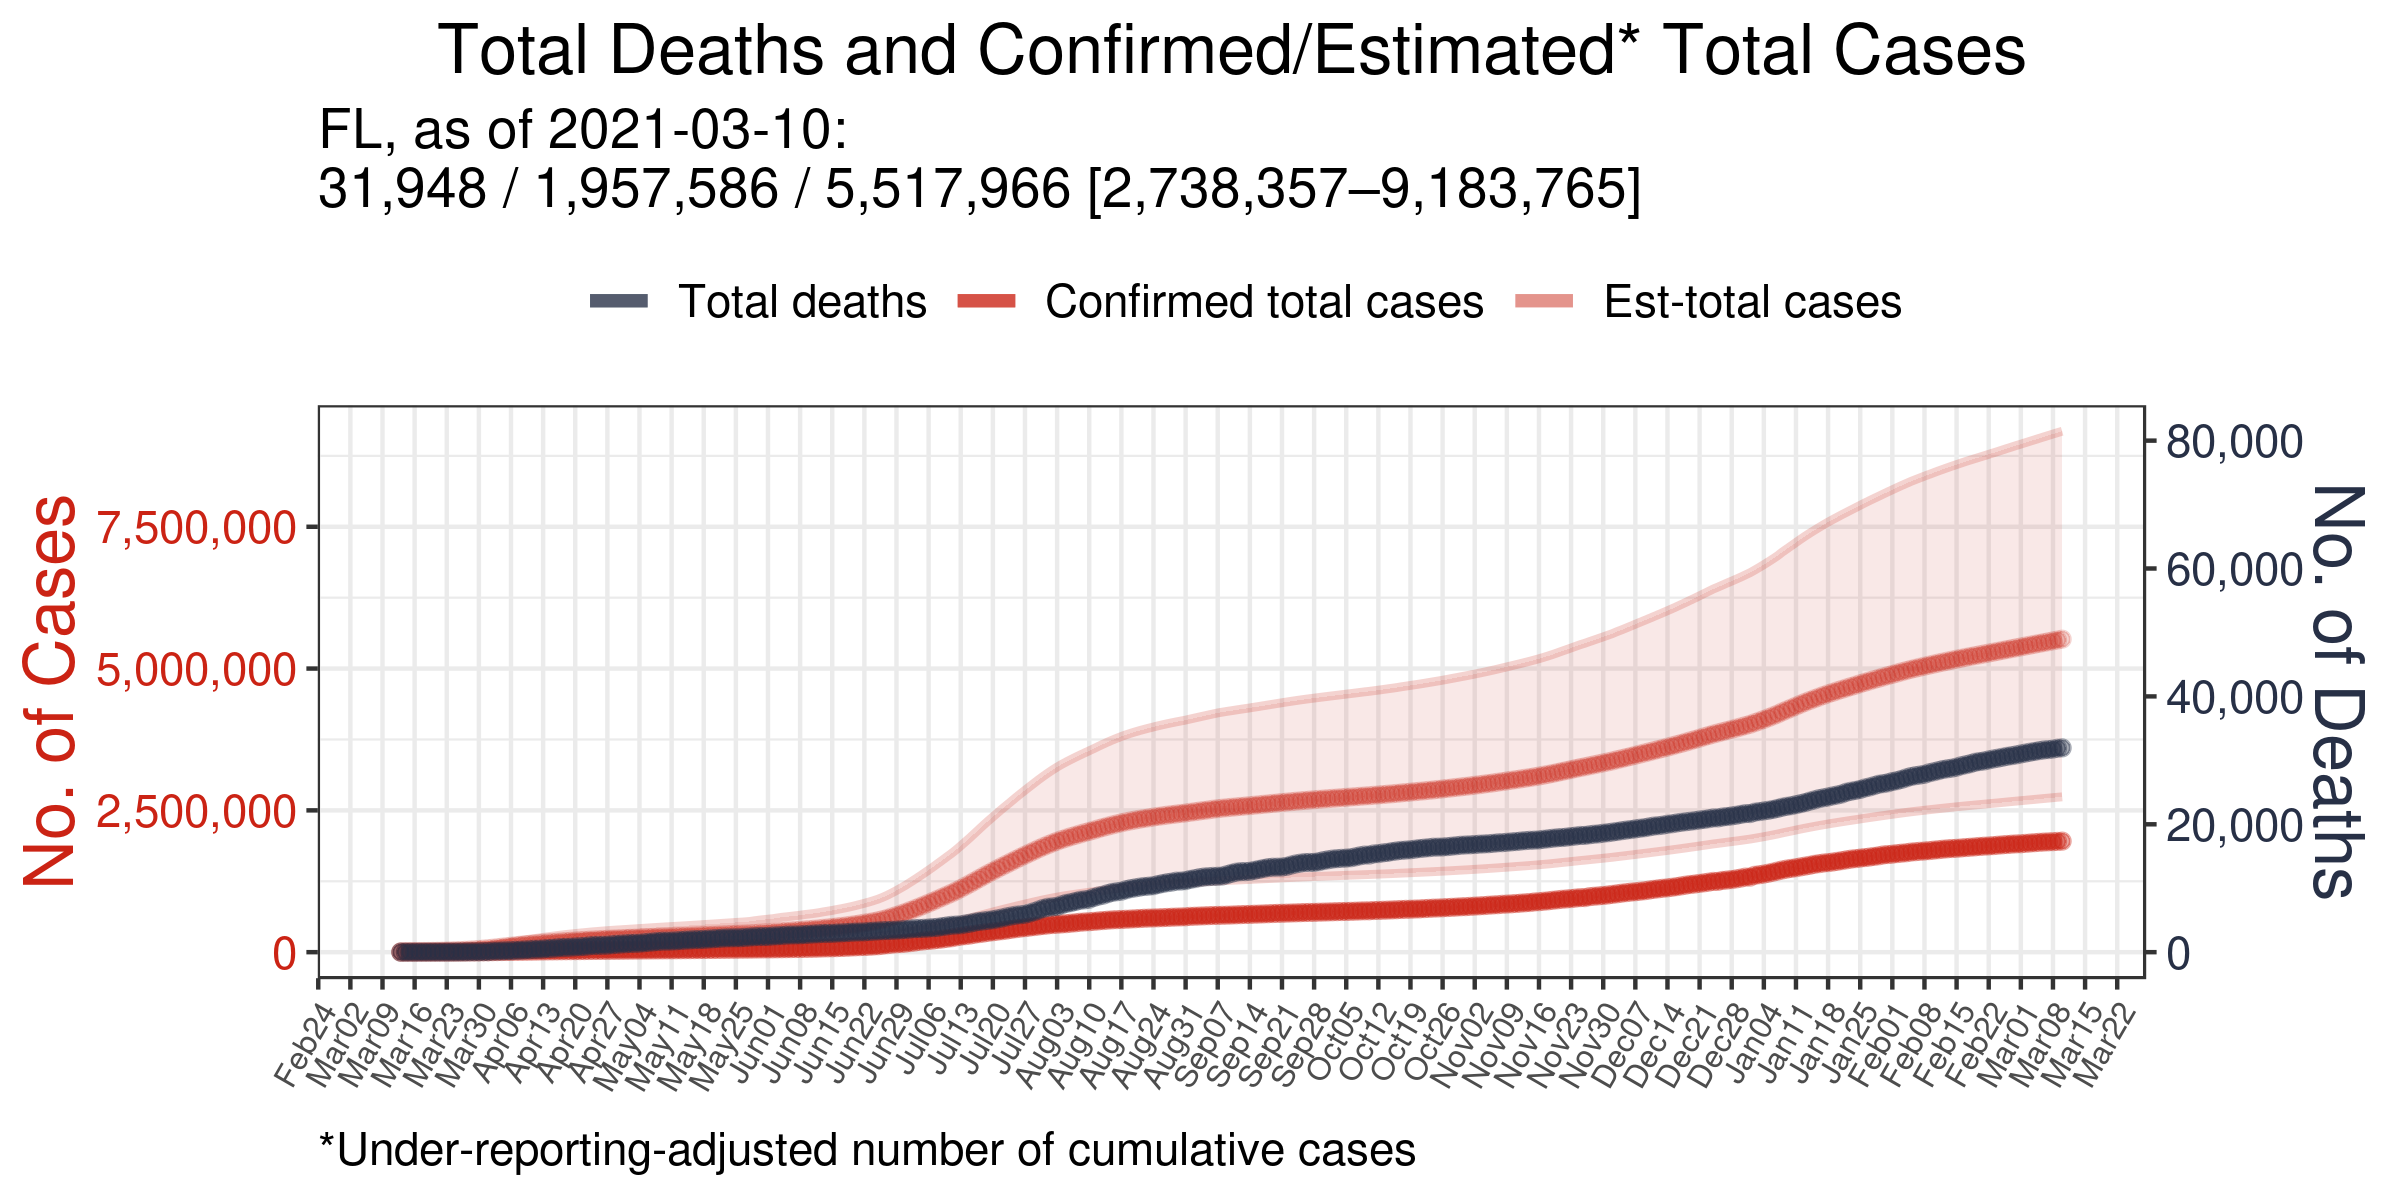 Total Deaths and Confirmed/Estimated* Total Cases
FL, as of 2021-03-10:
31,948 / 1,957,586 / 5,517,966 [2,738,357–9,183,765]
Total deaths
Confirmed total cases
Est-total cases
No. of Cases
7,500,000
5,000,000
2,500,000
0
80,000
60,000
40,000
20,000
0
No. of Deaths
Feb24
Mar02
Mar09
Mar16
Mar23
Mar30
Apr06
Apr13
Apr20
Apr27
May04
May11
May18
May25
Jun01
Jun08
Jun15
Jun22
Jun29
Jul06
Jul13
Jul20
Jul27
Aug03
Aug10
Aug17
Aug24
Aug31
Sep07
Sep14
Sep21
Sep28
Oct05
Oct12
Oct19
Oct26
Nov02
Nov09
Nov16
Nov23
Nov30
Dec07
Dec14
Dec21
Dec28
Jan04
Jan11
Jan18
Jan25
Feb01
Feb08
Feb15
Feb22
Mar01
Mar08
Mar15
Mar22
*Under-reporting-adjusted number of cumulative cases